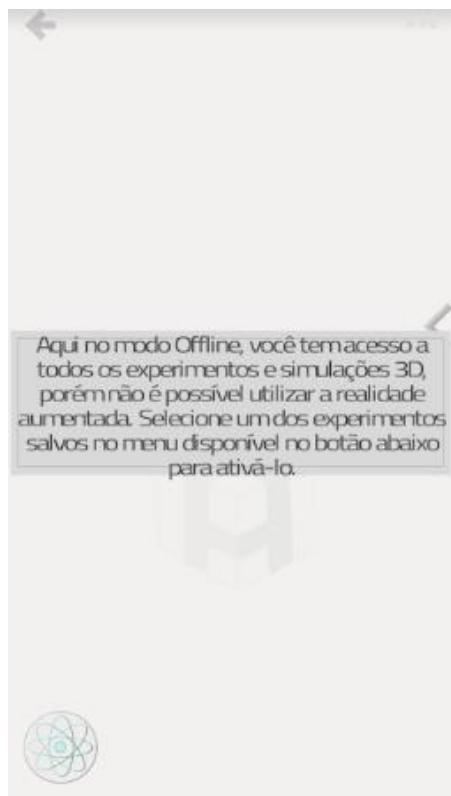 Aqui no modo Offline, você tem acesso a
todos os experimentos e simulações 3D,
porém não é possível utilizar a realidade
aumentada. Selecione um dos experimentos
salvos no menu disponível no botão abaixo
para ativá-lo.